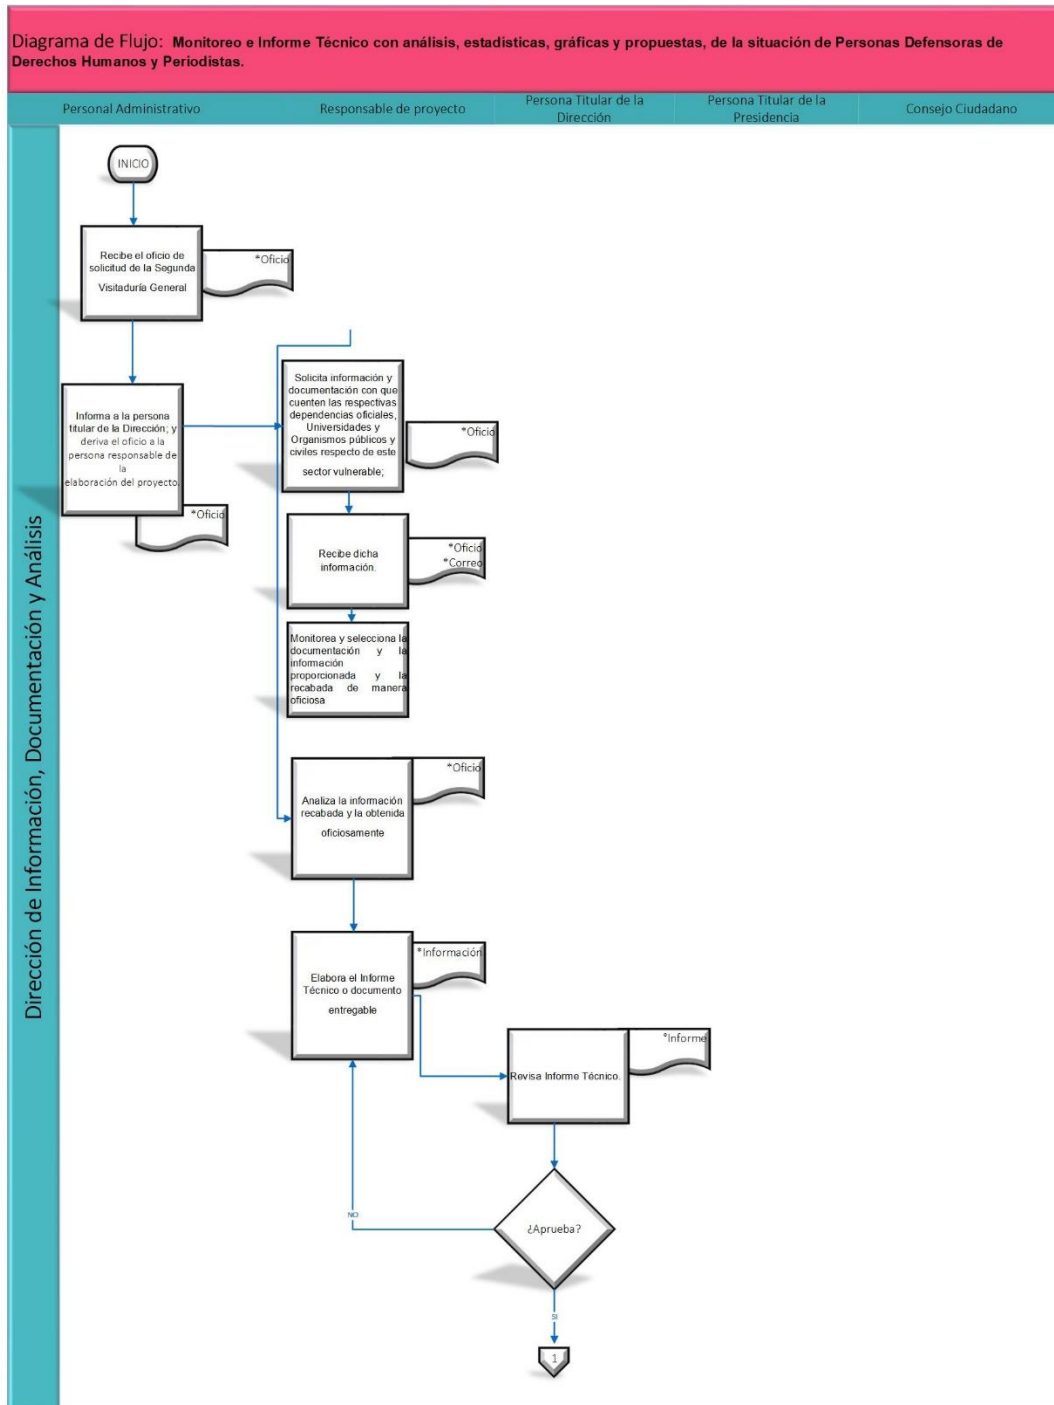 Diagrama de Flujo: Monitoreo e Informe Técnico con análisis, estadisticas, gráficas y propuestas, de la situación de Personas Defensoras de
Derechos Humanos y Periodistas.
Personal Administrativo
Responsable de proyecto
Persona Titular de la
Dirección
Persona Titular de la
Presidencia
Consejo Ciudadano
Dirección de Información, Documentación y Análisis
INICIO
Recibe el oficio de
solicitud de la Segunda
Visitaduría General
*Oficio
Informa a la persona
titular de la Dirección; y
deriva el oficio a la
persona responsable de
la
elaboración del proyecto.
*Oficio
Solicita información y
documentación con que
cuenten las respectivas
dependencias oficiales,
Universidades y
Organismos públicos y
civiles respecto de este
sector vulnerable;
*Oficio
Recibe dicha
información.
*Oficio
*Correo
Monitorea y selecciona la
documentación y la
información
proporcionada y la
recabada de manera
oficiosa
Analiza la información
recabada y la obtenida
oficiosamente
*Oficio
Elabora el Informe
Técnico o documento
entregable
*Información
Revisa Informe Técnico.
*Informe
¿Aprueba?
NO
SI
1